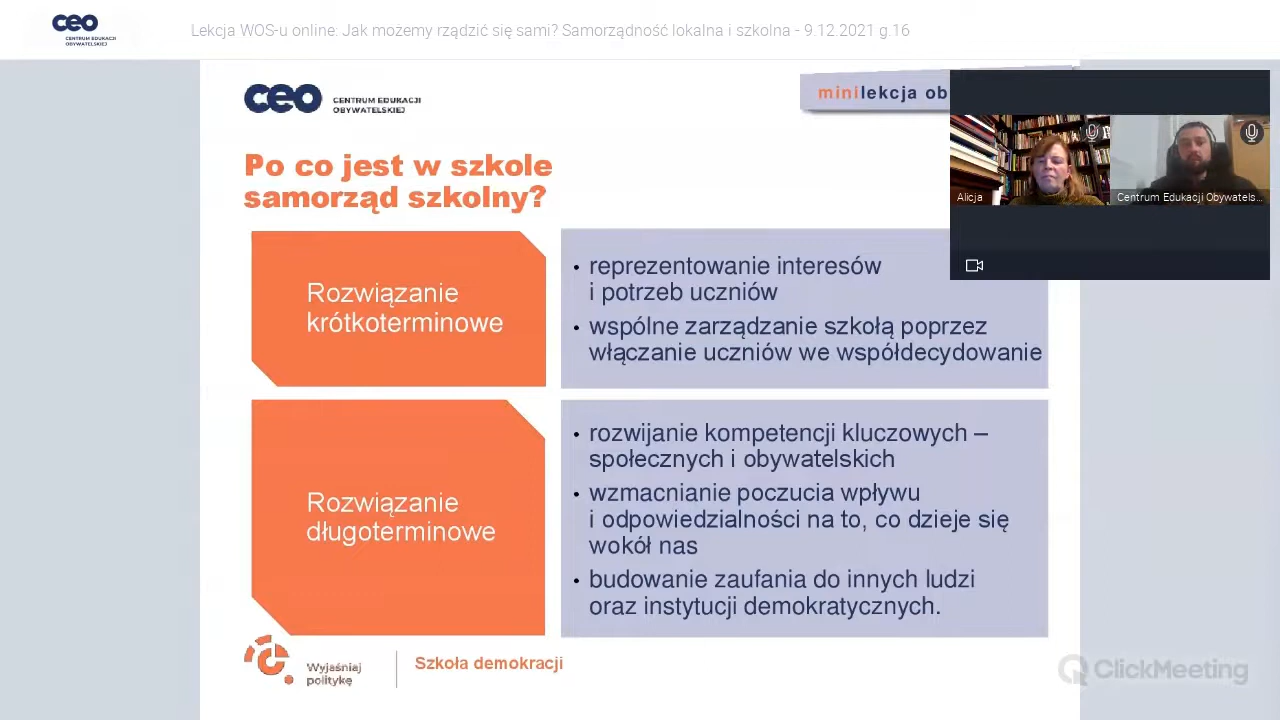 ceo
CENTRUM EDUKACJI
OBYWATELSKIEJ
Lekcja WOS-u online: Jak możemy rządzić się sami? Samorządność lokalna i szkolna - 9.12.2021 g.16
ceo
CENTRUM EDUKACJI
OBYWATELSKIEJ
minilekcja ob
Po co jest w szkole
samorząd szkolny?
Alicja
Centrum Edukacji Obywatels...
Rozwiązanie
krótkoterminowe
• reprezentowanie interesów
i potrzeb uczniów
• wspólne zarządzanie szkołą poprzez
włączanie uczniów we współdecydowanie
Rozwiązanie
długoterminowe
• rozwijanie kompetencji kluczowych –
społecznych i obywatelskich
• wzmacnianie poczucia wpływu
i odpowiedzialności na to, co dzieje się
wokół nas
• budowanie zaufania do innych ludzi
oraz instytucji demokratycznych.
Wyjaśniaj
politykę
Szkoła demokracji
ClickMeeting